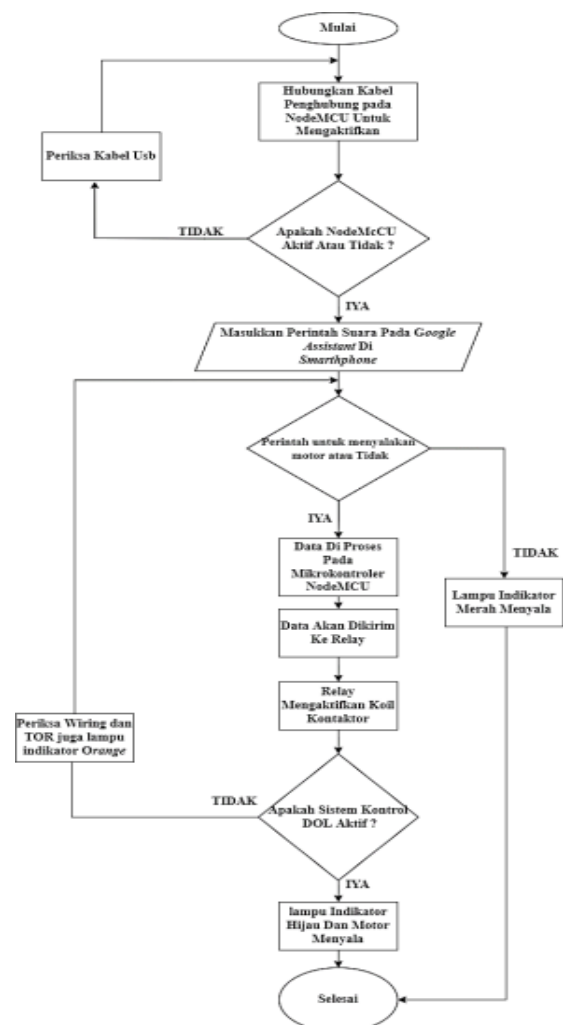 Mulai
Hubungkan Kabel
Penghubung pada
NodeMCU Untuk
Mengaktifkan
Periksa Kabel Usb
TIDAK
Apakah NodeMcCU
Aktif Atau Tidak ?
IYA
Masukkan Perintah Suara Pada Google
Assistant Di
Smarthphone
Perintah untuk menyalakan
motor atau Tidak
IYA
TIDAK
Data Di Proses
Pada
Mikrokontroler
NodeMCU
Lampu Indikator
Merah Menyala
Data Akan Dikirim
Ke Relay
Relay
Mengaktifkan Koil
Kontaktor
Periksa Wiring dan
TOR juga lampu
indikator Orange
TIDAK
Apakah Sistem Kontrol
DOL Aktif ?
IYA
lampu Indikator
Hijau Dan Motor
Menyala
Selesai